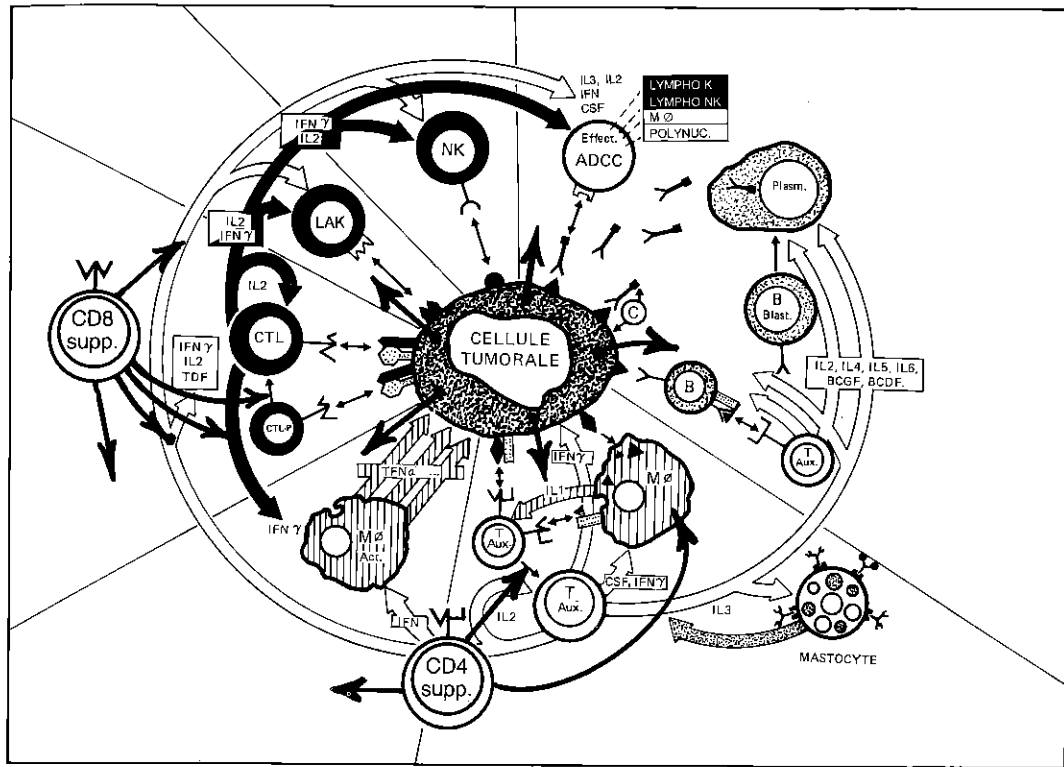 IL3, IL2
IFN
CSF
LYMPHO K
LYMPHO NK
M Ø
POLYNUC.
Effect.
ADCC
IFN γ
IL2
NK
Plasm.
IL2
IFN γ
LAK
CD8
supp.
IL2
CTL
IFN γ
IL2
TDF
CTL-P
CELLULE
TUMORALE
C
B
Blast.
B
IL2, IL4, IL5, IL6,
BCGF, BCDF.
T
Aux.
TFNα
IFN γ
IL1
M Ø
IFN γ
M Ø
Act.
T
Aux.
CSF, IFN γ
T
Aux.
IL2
IFN
IL3
MASTOCYTE
CD4
supp.